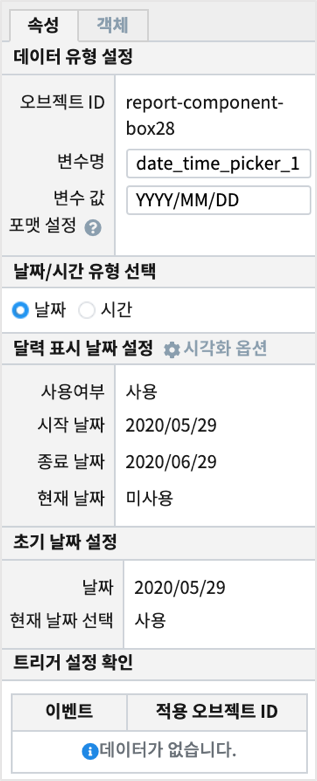 속성 객체
데이터 유형 설정
오브젝트 ID report-component-
box28
변수명 date_time_picker_1
변수 값 YYYY/MM/DD
포맷 설정 ?
날짜/시간 유형 선택
날짜 시간
달력 표시 날짜 설정 시각화 옵션
사용여부 사용
시작 날짜 2020/05/29
종료 날짜 2020/06/29
현재 날짜 미사용
초기 날짜 설정
날짜 2020/05/29
현재 날짜 선택 사용
트리거 설정 확인
이벤트 적용 오브젝트 ID
데이터가 없습니다.